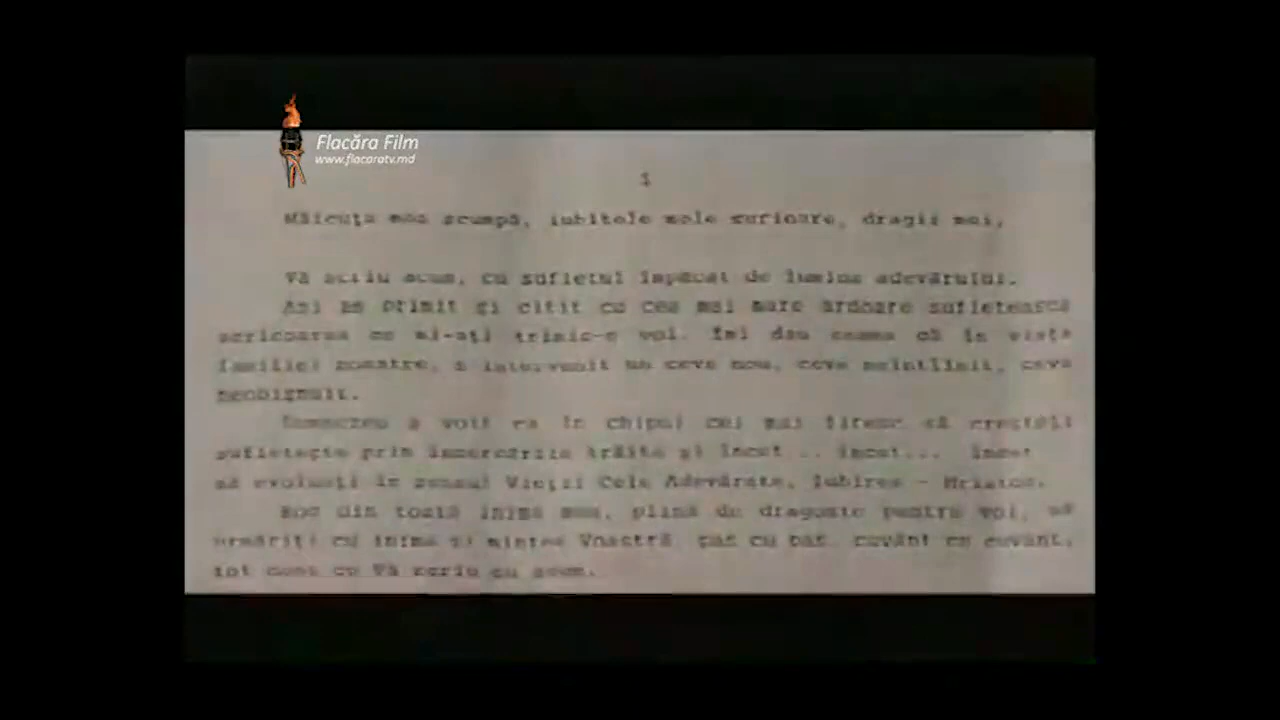 Flacăra Film
www.flacaratv.md
1
Măicuța mea scumpă, iubitele mele surioare, dragii mei,
Vă scriu acum, cu sufletul împăcat de lumina adevărului.
Azi am primit și citit cu cea mai mare ardoare sufletească
scrisoarea ce mi-ați trimis-o voi. Îmi dau seama că în viața
familiei noastre, a intervenit un ceva nou, ceva neîntîlnit, ceva
neobișnuit.
Dumnezeu a voit ca în chipul cel mai firesc să creșteți
sufletește prin încercările trăite și încet... încet... încet
să evoluați în sensul Vieții Cele Adevărate, Iubirea - Hristos.
Rog din toată inima mea, plină de dragoste pentru voi, să
urmăriți cu inima și mintea Voastră pas cu pas, cuvânt cu cuvânt,
tot ceea ce Vă scriu eu acum.